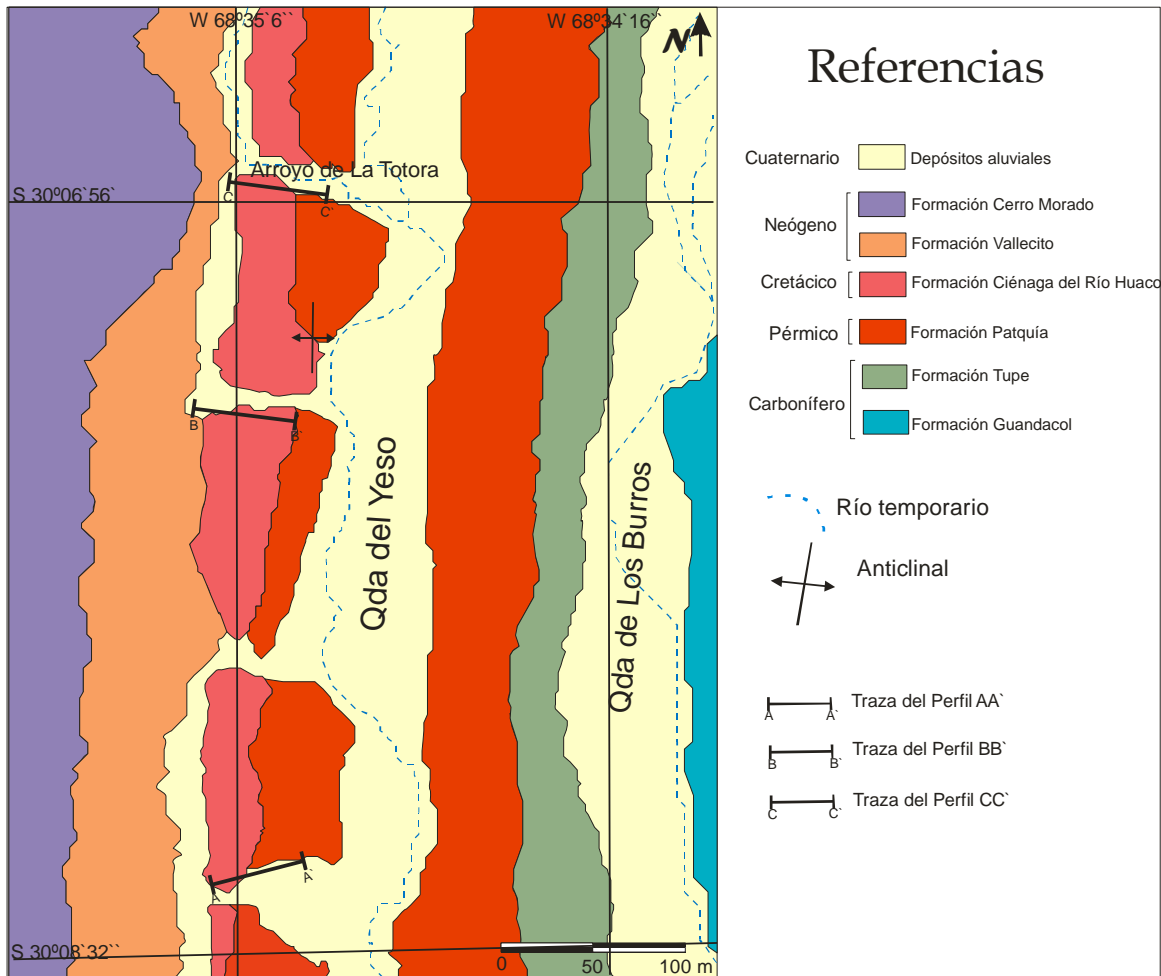 W 68º35`6``
W 68º34`16``
N
Arroyo de La Totora
S 30º06`56`
C
C`
B
B`
Qda del Yeso
Qda de Los Burros
A
A`
S 30º08`32``
0
50
100 m
Referencias
Cuaternario
Depósitos aluviales
Neógeno
Formación Cerro Morado
Formación Vallecito
Cretácico
Formación Ciénaga del Río Huaco
Pérmico
Formación Patquía
Carbonífero
Formación Tupe
Formación Guandacol
Río temporario
Anticlinal
A
A`
Traza del Perfil AA`
B
B`
Traza del Perfil BB`
C
C`
Traza del Perfil CC`